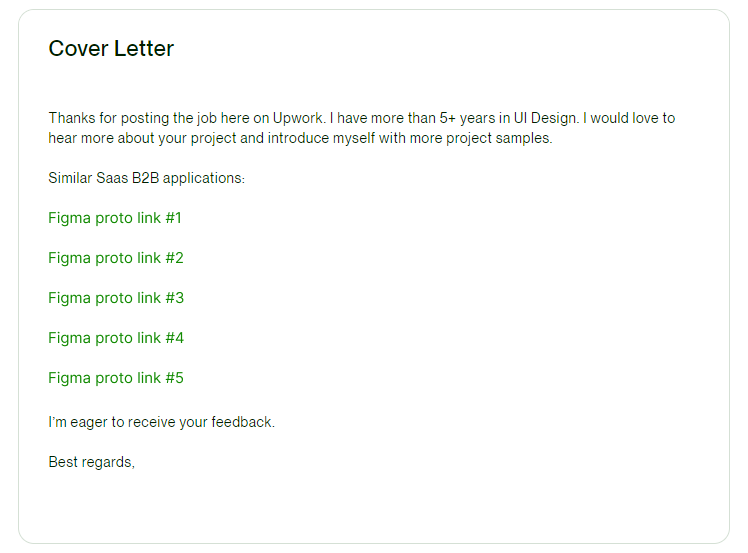 Cover Letter
Thanks for posting the job here on Upwork. I have more than 5+ years in UI Design. I would love to
hear more about your project and introduce myself with more project samples.
Similar Saas B2B applications:
Figma proto link #1
Figma proto link #2
Figma proto link #3
Figma proto link #4
Figma proto link #5
I'm eager to receive your feedback.
Best regards,